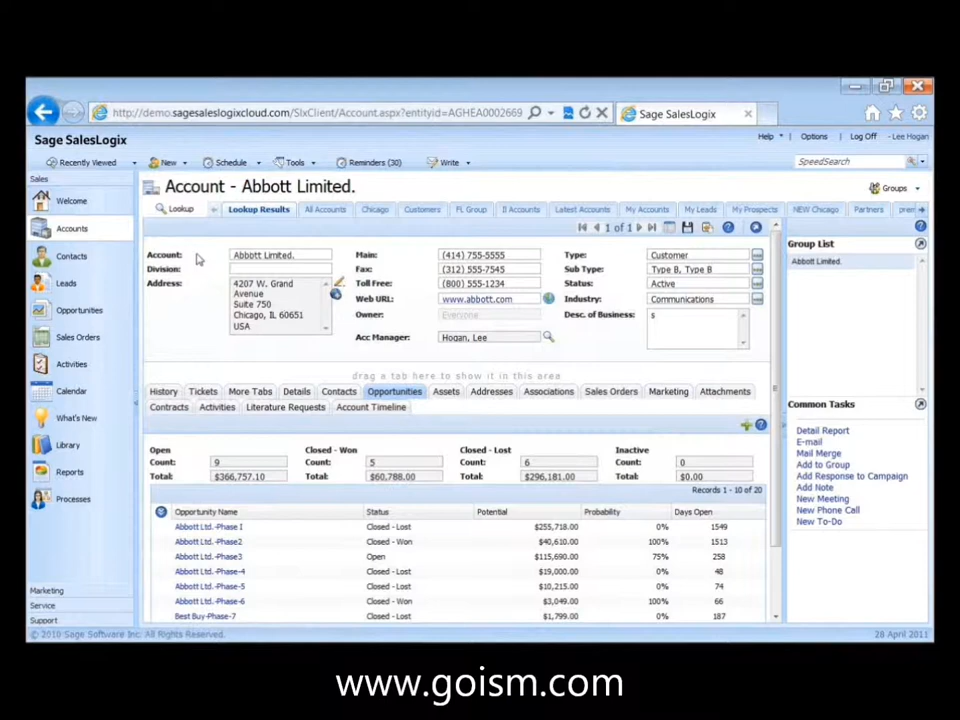 http://demo.sagesaleslogixcloud.com/SlxClient/Account.aspx?entityid=AGHEA0002669
Sage SalesLogix
Sage SalesLogix
Help Options Log Off - Lee Hogan
Recently Viewed New Schedule Tools Reminders (30) Write SpeedSearch
Sales
Welcome
Accounts
Contacts
Leads
Opportunities
Sales Orders
Activities
Calendar
What's New
Library
Reports
Processes
Marketing
Service
Support
Account - Abbott Limited.
Groups
Lookup Lookup Results All Accounts Chicago Customers FL Group II Accounts Latest Accounts My Accounts My Leads My Prospects NEW Chicago Partners prem
1 of 1
Account: Abbott Limited.
Division:
Address: 4207 W. Grand
Avenue
Suite 750
Chicago, IL 60651
USA
Main: (414) 755-5555
Fax: (312) 555-7545
Toll Free: (800) 555-1234
Web URL: www.abbott.com
Owner: Everyone
Acc Manager: Hogan, Lee
Type: Customer
Sub Type: Type B, Type B
Status: Active
Industry: Communications
Desc. of Business: s
drag a tab here to show it in this area
History Tickets More Tabs Details Contacts Opportunities Assets Addresses Associations Sales Orders Marketing Attachments
Contracts Activities Literature Requests Account Timeline
Open Closed - Won Closed - Lost Inactive
Count: 9 Count: 5 Count: 6 Count: 0
Total: $366,757.10 Total: $60,788.00 Total: $296,181.00 Total: $0.00
Records 1 - 10 of 20
Opportunity Name Status Potential Probability Days Open
Abbott Ltd.-Phase I Closed - Lost $255,718.00 0% 1549
Abbott Ltd.-Phase2 Closed - Won $40,610.00 100% 1513
Abbott Ltd.-Phase3 Open $115,690.00 75% 258
Abbott Ltd.-Phase-4 Closed - Lost $19,000.00 0% 48
Abbott Ltd.-Phase-5 Closed - Lost $10,215.00 0% 74
Abbott Ltd.-Phase-6 Closed - Won $3,049.00 100% 66
Best Buy-Phase-7 Closed - Lost $1,799.00 0% 187
Group List
Abbott Limited.
Common Tasks
Detail Report
E-mail
Mail Merge
Add to Group
Add Response to Campaign
Add Note
New Meeting
New Phone Call
New To-Do
© 2010 Sage Software Inc. All Rights Reserved. 28 April 2011
www.goism.com